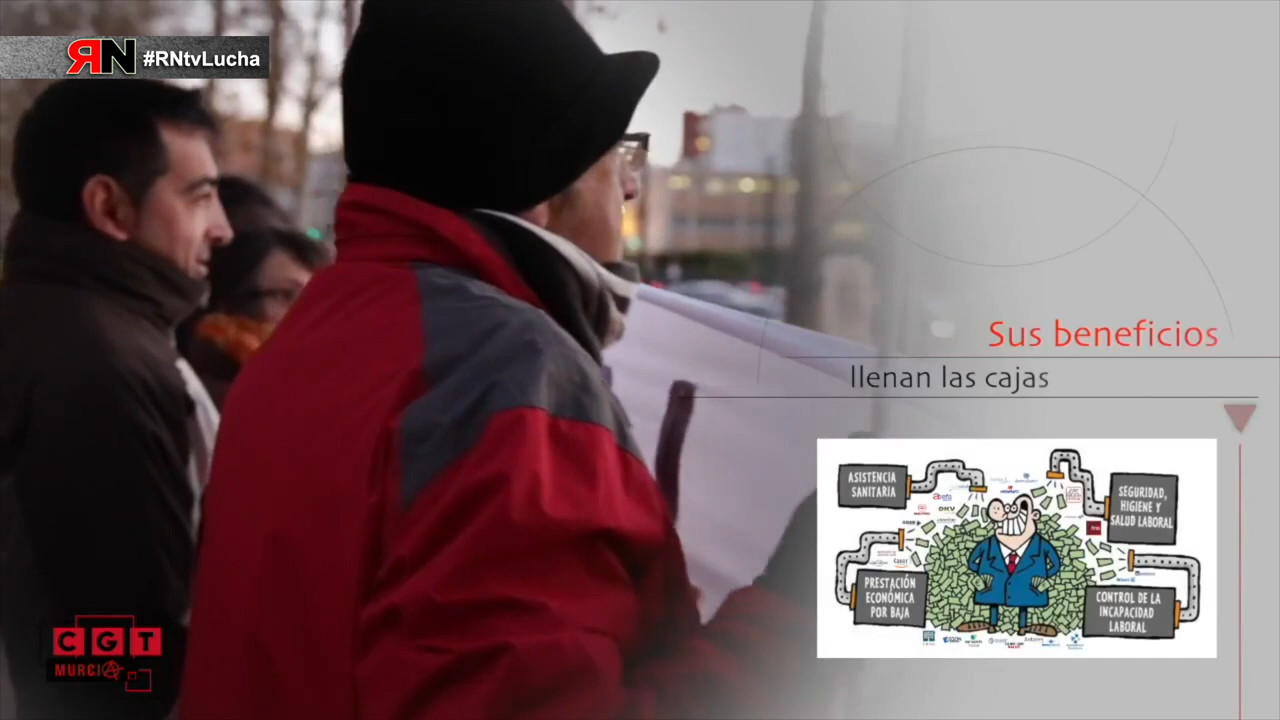 RN #RNtvLucha
Sus beneficios
llenan las cajas
ASISTENCIA
SANITARIA
SEGURIDAD,
HIGIENE Y
SALUD LABORAL
DKV
PRESTACIÓN
ECONÓMICA
POR BAJA
CONTROL DE LA
INCAPACIDAD
LABORAL
CGT
MURCIA